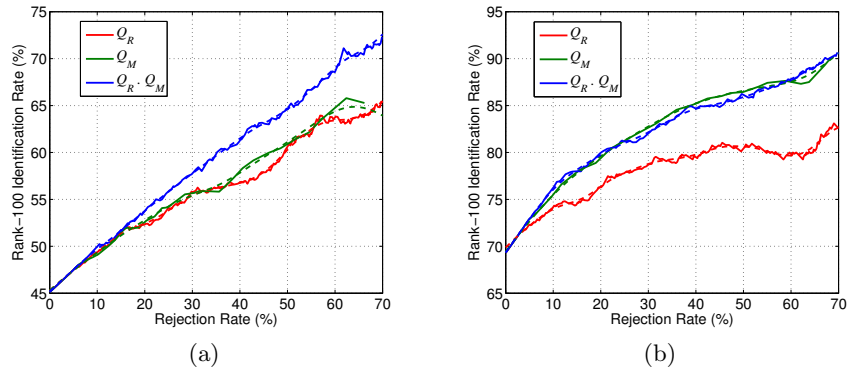 75
70
65
60
55
50
45
0 10 20 30 40 50 60 70
Rejection Rate (%)
Rank−100 Identification Rate (%)
Q_R
Q_M
Q_R · Q_M
(a)
95
90
85
80
75
70
65
0 10 20 30 40 50 60 70
Rejection Rate (%)
Rank−100 Identification Rate (%)
Q_R
Q_M
Q_R · Q_M
(b)